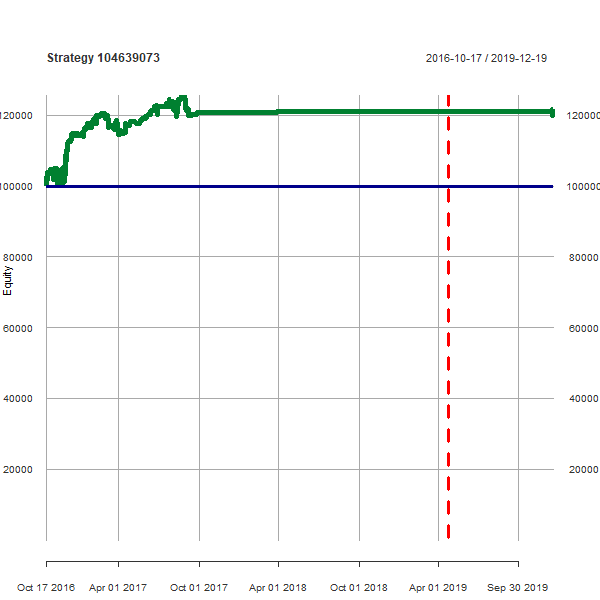 Strategy 104639073
2016-10-17 / 2019-12-19
120000
120000
100000
100000
80000
80000
Equity
60000
60000
40000
40000
20000
20000
Oct 17 2016
Apr 01 2017
Oct 01 2017
Apr 01 2018
Oct 01 2018
Apr 01 2019
Sep 30 2019